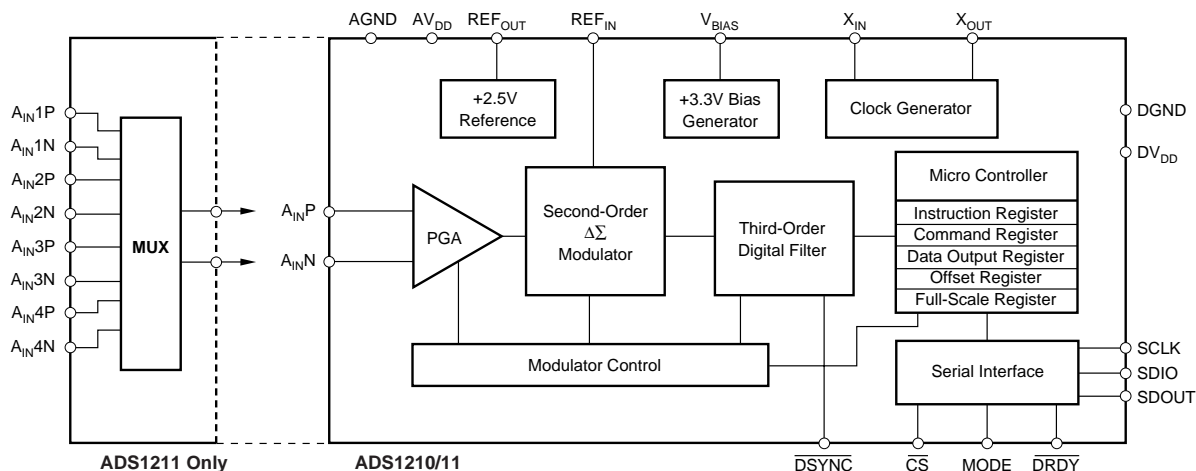 AGND AVDD REFOUT REFIN VBIAS XIN XOUT
+2.5V
Reference
+3.3V Bias
Generator
Clock Generator
DGND
DVDD
AIN1P
AIN1N
AIN2P
AIN2N
AIN3P
AIN3N
AIN4P
AIN4N
MUX
AINP
AINN
PGA
Second-Order
ΔΣ
Modulator
Third-Order
Digital Filter
Micro Controller
Instruction Register
Command Register
Data Output Register
Offset Register
Full-Scale Register
Modulator Control
Serial Interface
SCLK
SDIO
SDOUT
ADS1211 Only
ADS1210/11
DSYNC CS MODE DRDY